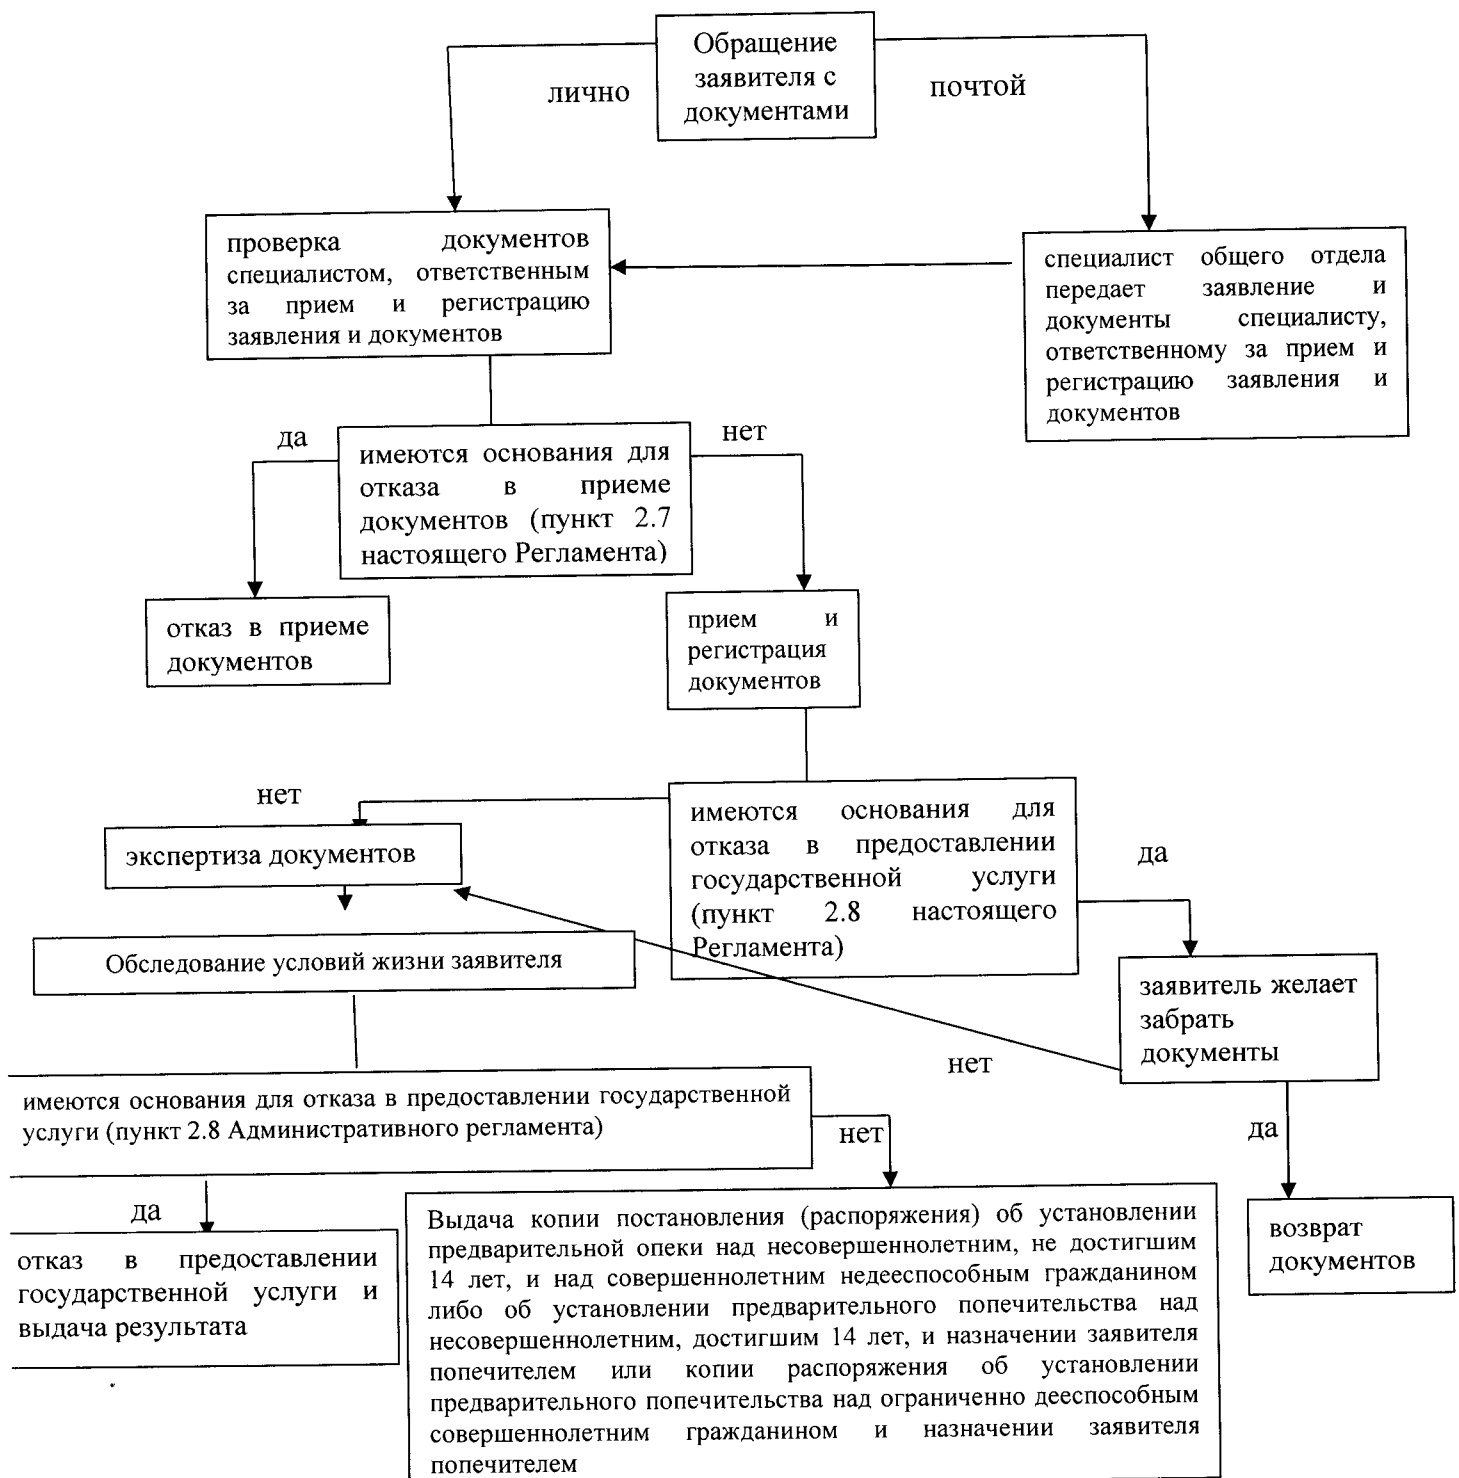 Обращение
заявителя с
документами
лично
почтой
проверка документов
специалистом, ответственным
за прием и регистрацию
заявления и документов
специалист общего отдела
передает заявление и
документы специалисту,
ответственному за прием и
регистрацию заявления и
документов
да
нет
имеются основания для
отказа в приеме
документов (пункт 2.7
настоящего Регламента)
отказ в приеме
документов
прием и
регистрация
документов
нет
имеются основания для
отказа в предоставлении
государственной услуги
(пункт 2.8 настоящего
Регламента)
да
экспертиза документов
Обследование условий жизни заявителя
заявитель желает
забрать
документы
нет
имеются основания для отказа в предоставлении государственной
услуги (пункт 2.8 Административного регламента)
нет
да
да
отказ в предоставлении
государственной услуги и
выдача результата
Выдача копии постановления (распоряжения) об установлении
предварительной опеки над несовершеннолетним, не достигшим
14 лет, и над совершеннолетним недееспособным гражданином
либо об установлении предварительного попечительства над
несовершеннолетним, достигшим 14 лет, и назначении заявителя
попечителем или копии распоряжения об установлении
предварительного попечительства над ограниченно дееспособным
совершеннолетним гражданином и назначении заявителя
попечителем
возврат
документов